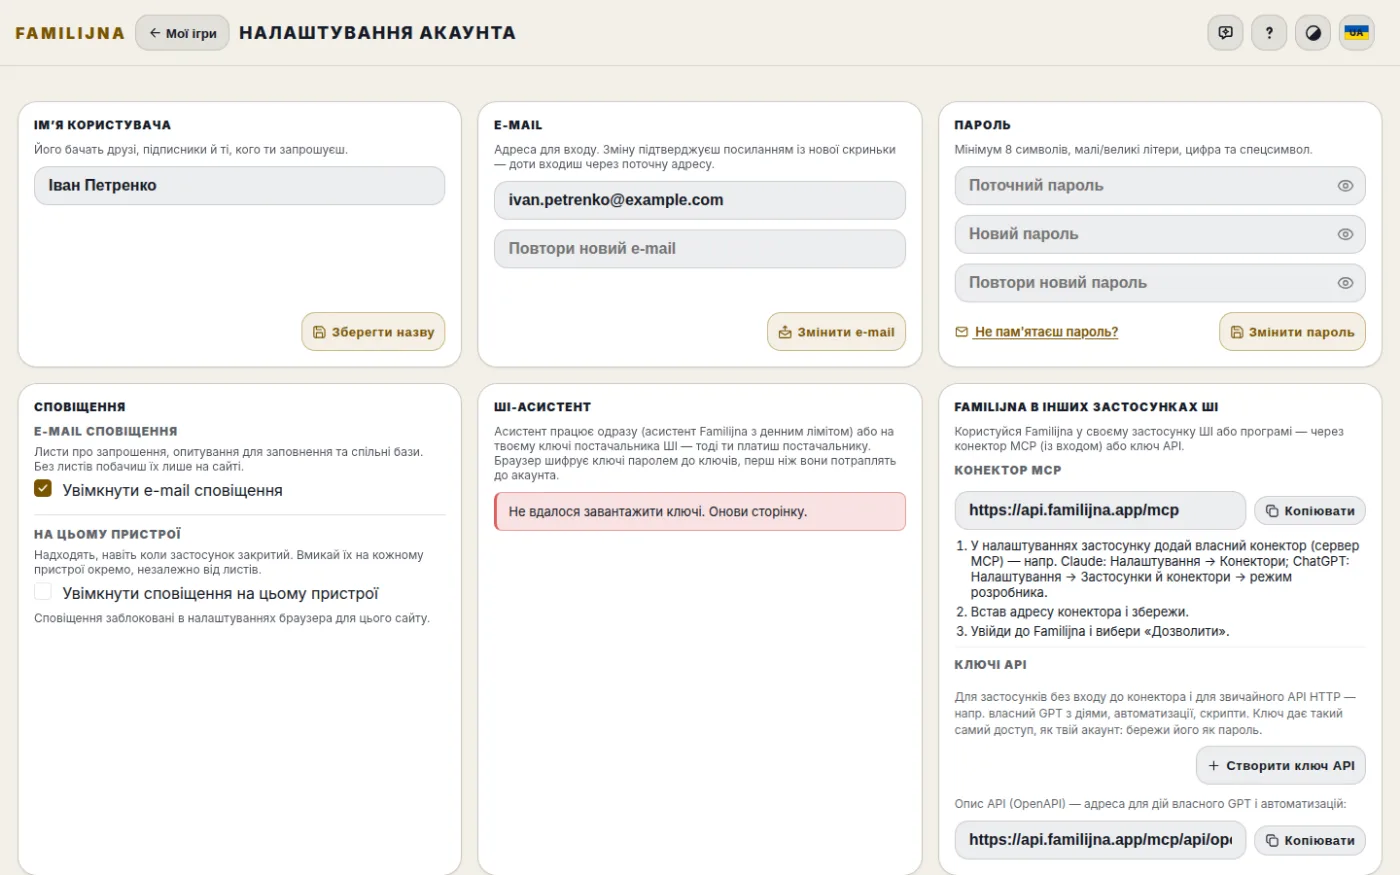 FAMILIJNA
Мої ігри
НАЛАШТУВАННЯ АКАУНТА
?
UA
ІМ’Я КОРИСТУВАЧА
Його бачать друзі, підписники й ті, кого ти запрошуєш.
Іван Петренко
Зберегти назву
E-MAIL
Адреса для входу. Зміну підтверджуєш посиланням із нової скриньки
— доти входиш через поточну адресу.
ivan.petrenko@example.com
Повтори новий e-mail
Змінити e-mail
ПАРОЛЬ
Мінімум 8 символів, малі/великі літери, цифра та спецсимвол.
Поточний пароль
Новий пароль
Повтори новий пароль
Не пам'ятаєш пароль?
Змінити пароль
СПОВІЩЕННЯ
E-MAIL СПОВІЩЕННЯ
Листи про запрошення, опитування для заповнення та спільні бази.
Без листів побачиш їх лише на сайті.
Увімкнути e-mail сповіщення
НА ЦЬОМУ ПРИСТРОЇ
Надходять, навіть коли застосунок закритий. Вмикай їх на кожному
пристрої окремо, незалежно від листів.
Увімкнути сповіщення на цьому пристрої
Сповіщення заблоковані в налаштуваннях браузера для цього сайту.
ШІ-АСИСТЕНТ
Асистент працює одразу (асистент Familijna з денним лімітом) або на
твоєму ключі постачальника ШІ — тоді ти платиш постачальнику.
Браузер шифрує ключі паролем до ключів, перш ніж вони потраплять
до акаунта.
Не вдалося завантажити ключі. Онови сторінку.
FAMILIJNA В ІНШИХ ЗАСТОСУНКАХ ШІ
Користуйся Familijna у своєму застосунку ШІ або програмі — через
конектор MCP (із входом) або ключ API.
КОНЕКТОР MCP
https://api.familijna.app/mcp
Копіювати
1. У налаштуваннях застосунку додай власний конектор (сервер
MCP) — напр. Claude: Налаштування → Конектори; ChatGPT:
Налаштування → Застосунки й конектори → режим
розробника.
2. Встав адресу конектора і збережи.
3. Увійди до Familijna і вибери «Дозволити».
КЛЮЧІ API
Для застосунків без входу до конектора і для звичайного API HTTP —
напр. власний GPT з діями, автоматизації, скрипти. Ключ дає такий
самий доступ, як твій акаунт: бережи його як пароль.
+ Створити ключ API
Опис API (OpenAPI) — адреса для дій власного GPT і автоматизацій:
https://api.familijna.app/mcp/api/ope
Копіювати